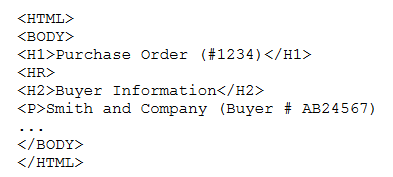 <HTML>
<BODY>
<H1>Purchase Order (#1234)</H1>
<HR>
<H2>Buyer Information</H2>
<P>Smith and Company (Buyer # AB24567)
...
</BODY>
</HTML>